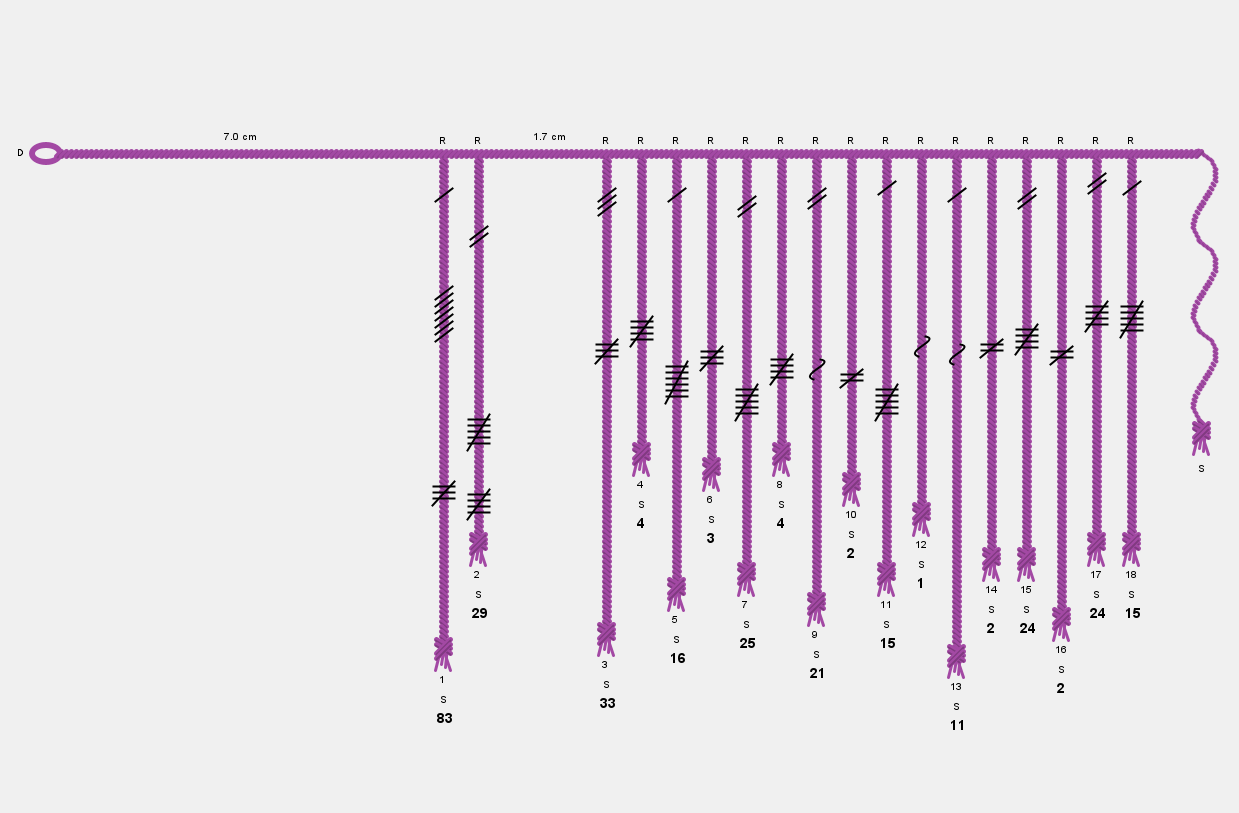 7.0 cm 1.7 cm
D R R R R R R R R R R R R R R R R R R
S
1 S 83
2 S 29
3 S 33
4 S 4
5 S 16
6 S 3
7 S 25
8 S 4
9 S 21
10 S 2
11 S 15
12 S 1
13 S 11
14 S 2
15 S 24
16 S 2
17 S 24
18 S 15